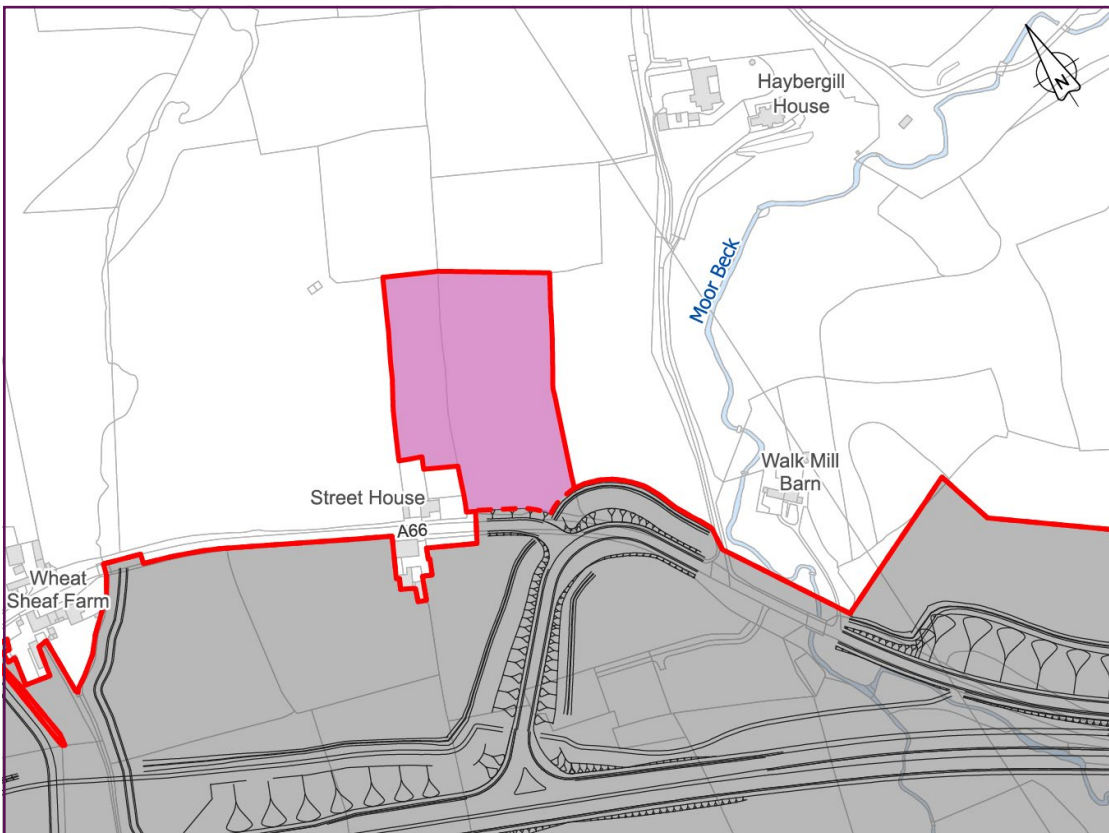 Haybergill
House
N
Moor Beck
Walk Mill
Barn
Street House
A66
Wheat
Sheaf Farm